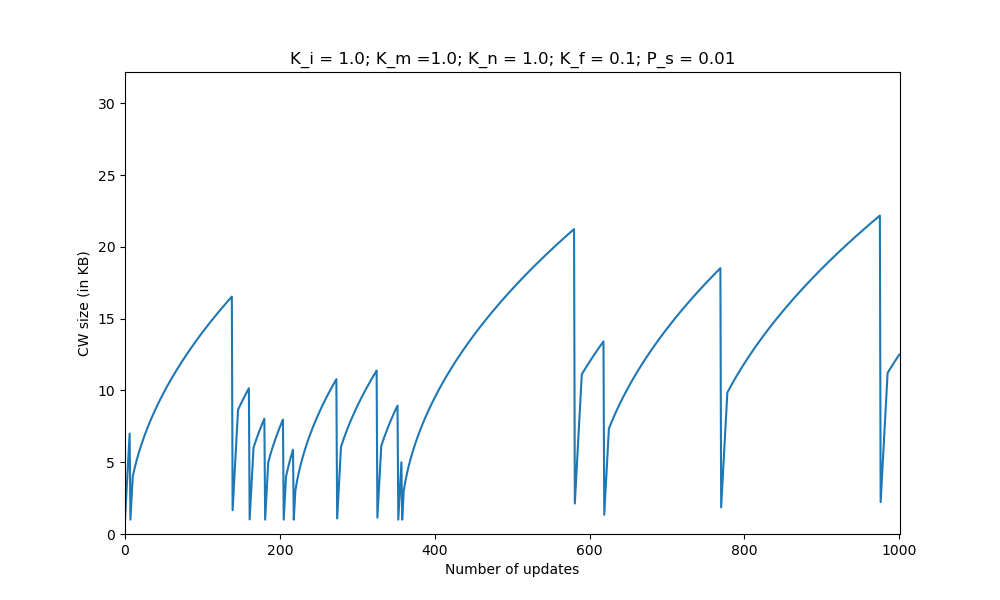 K_i = 1.0; K_m =1.0; K_n = 1.0; K_f = 0.1; P_s = 0.01
30
25
20
15
10
5
0
CW size (in KB)
0 200 400 600 800 1000
Number of updates